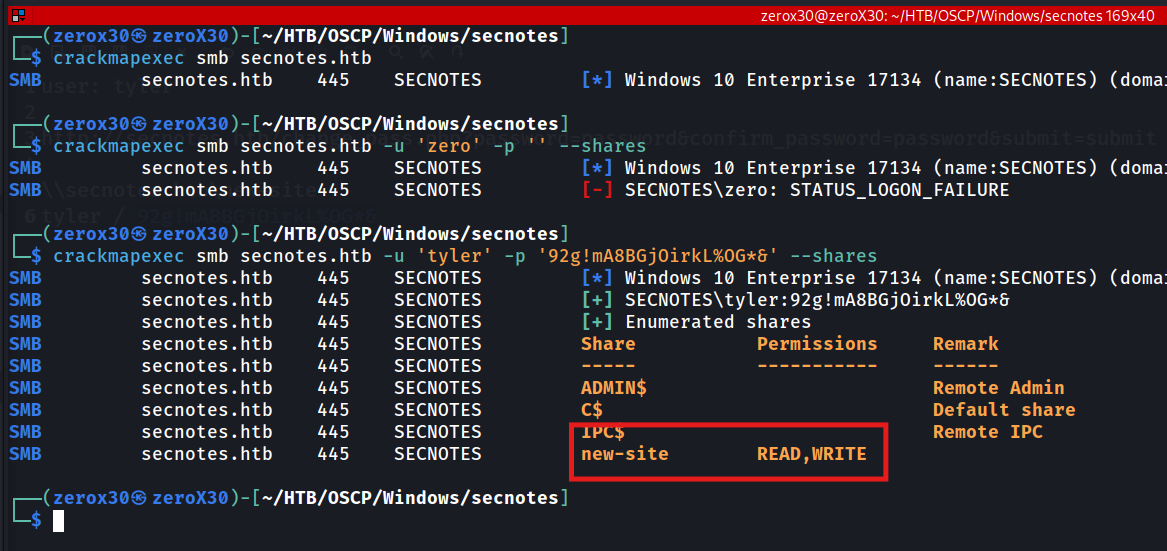 zerox30@zeroX30: ~/HTB/OSCP/Windows/secnotes 169x40
┌──(zerox30㉿zeroX30)-[~/HTB/OSCP/Windows/secnotes]
└─$ crackmapexec smb secnotes.htb
SMB secnotes.htb 445 SECNOTES [*] Windows 10 Enterprise 17134 (name:SECNOTES) (domai
┌──(zerox30㉿zeroX30)-[~/HTB/OSCP/Windows/secnotes]
└─$ crackmapexec smb secnotes.htb -u 'zero' -p '' --shares
SMB secnotes.htb 445 SECNOTES [*] Windows 10 Enterprise 17134 (name:SECNOTES) (domai
SMB secnotes.htb 445 SECNOTES [-] SECNOTES\zero: STATUS_LOGON_FAILURE
┌──(zerox30㉿zeroX30)-[~/HTB/OSCP/Windows/secnotes]
└─$ crackmapexec smb secnotes.htb -u 'tyler' -p '92g!mA8BGjOirkL%OG*&' --shares
SMB secnotes.htb 445 SECNOTES [*] Windows 10 Enterprise 17134 (name:SECNOTES) (domai
SMB secnotes.htb 445 SECNOTES [+] SECNOTES\tyler:92g!mA8BGjOirkL%OG*&
SMB secnotes.htb 445 SECNOTES [+] Enumerated shares
SMB secnotes.htb 445 SECNOTES Share Permissions Remark
SMB secnotes.htb 445 SECNOTES ----- ----------- ------
SMB secnotes.htb 445 SECNOTES ADMIN$ Remote Admin
SMB secnotes.htb 445 SECNOTES C$ Default share
SMB secnotes.htb 445 SECNOTES IPC$ Remote IPC
SMB secnotes.htb 445 SECNOTES new-site READ,WRITE
┌──(zerox30㉿zeroX30)-[~/HTB/OSCP/Windows/secnotes]
└─$